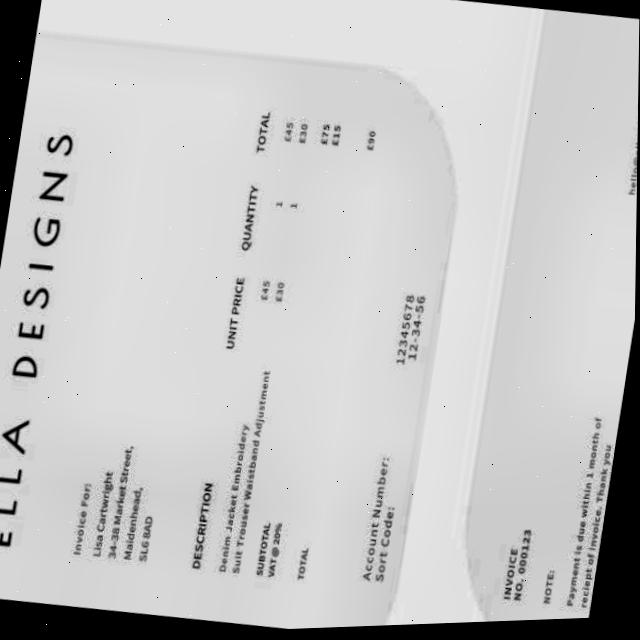 ELLA DESIGNS
Invoice For:
Lisa Cartwright
34-38 Market Street,
Maidenhead,
SL6 8AD
DESCRIPTION UNIT PRICE QUANTITY TOTAL
Denim Jacket Embroidery £45 1 £45
Suit Trouser Waistband Adjustment £30 1 £30
SUBTOTAL £75
VAT @ 20% £15
TOTAL £90
Account Number: 12345678
Sort Code: 12-34-56
INVOICE
NO. 000123
NOTE:
Payment is due within 1 month of
reciept of invoice. Thank you